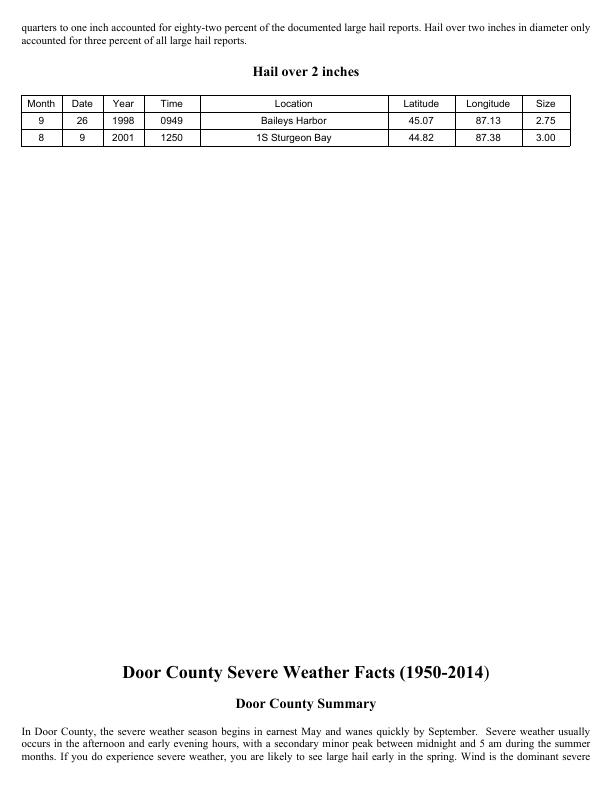 quarters to one inch accounted for eighty-two percent of the documented large hail reports. Hail over two inches in diameter only
accounted for three percent of all large hail reports.
Hail over 2 inches
Month Date Year Time Location Latitude Longitude Size
9 26 1998 0949 Baileys Harbor 45.07 87.13 2.75
8 9 2001 1250 1S Sturgeon Bay 44.82 87.38 3.00
Door County Severe Weather Facts (1950-2014)
Door County Summary
In Door County, the severe weather season begins in earnest May and wanes quickly by September. Severe weather usually
occurs in the afternoon and early evening hours, with a secondary minor peak between midnight and 5 am during the summer
months. If you do experience severe weather, you are likely to see large hail early in the spring. Wind is the dominant severe